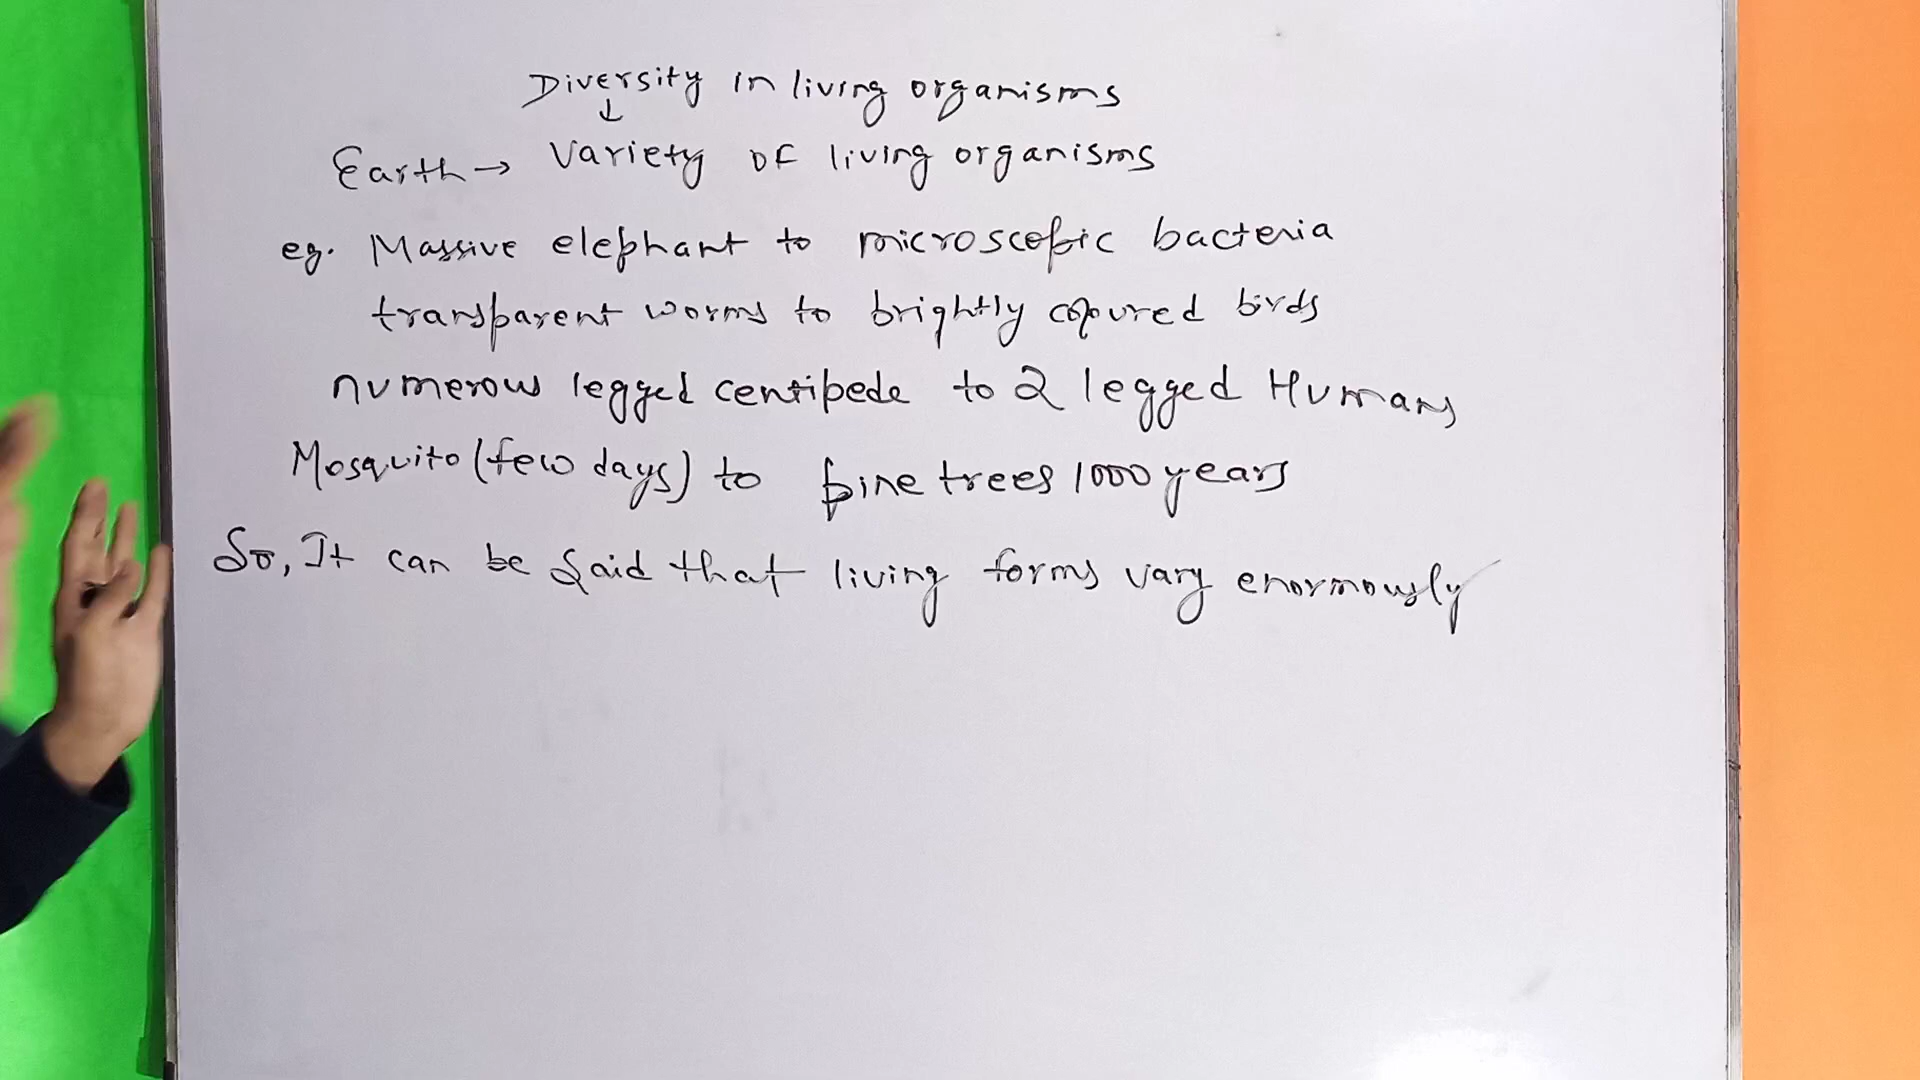 Diversity in living organisms
↓
Earth → Variety of living organisms
eg. Massive elephant to microscopic bacteria
transparent worms to brightly coloured birds
numerous legged centipede to 2 legged Humans
Mosquito (few days) to pine trees 1000 years
So, It can be said that living forms vary enormously